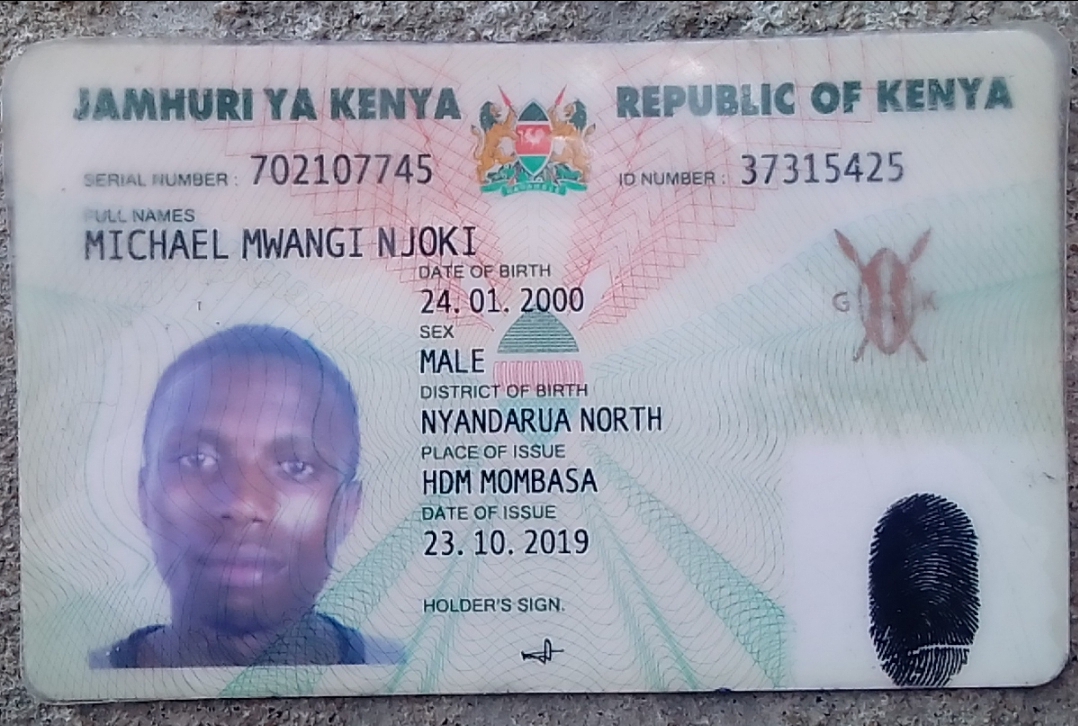 JAMHURI YA KENYA REPUBLIC OF KENYA
SERIAL NUMBER : 702107745 ID NUMBER : 37315425
FULL NAMES
MICHAEL MWANGI NJOKI
DATE OF BIRTH
24. 01. 2000
SEX
MALE
G K
DISTRICT OF BIRTH
NYANDARUA NORTH
PLACE OF ISSUE
HDM MOMBASA
DATE OF ISSUE
23. 10. 2019
HOLDER'S SIGN.